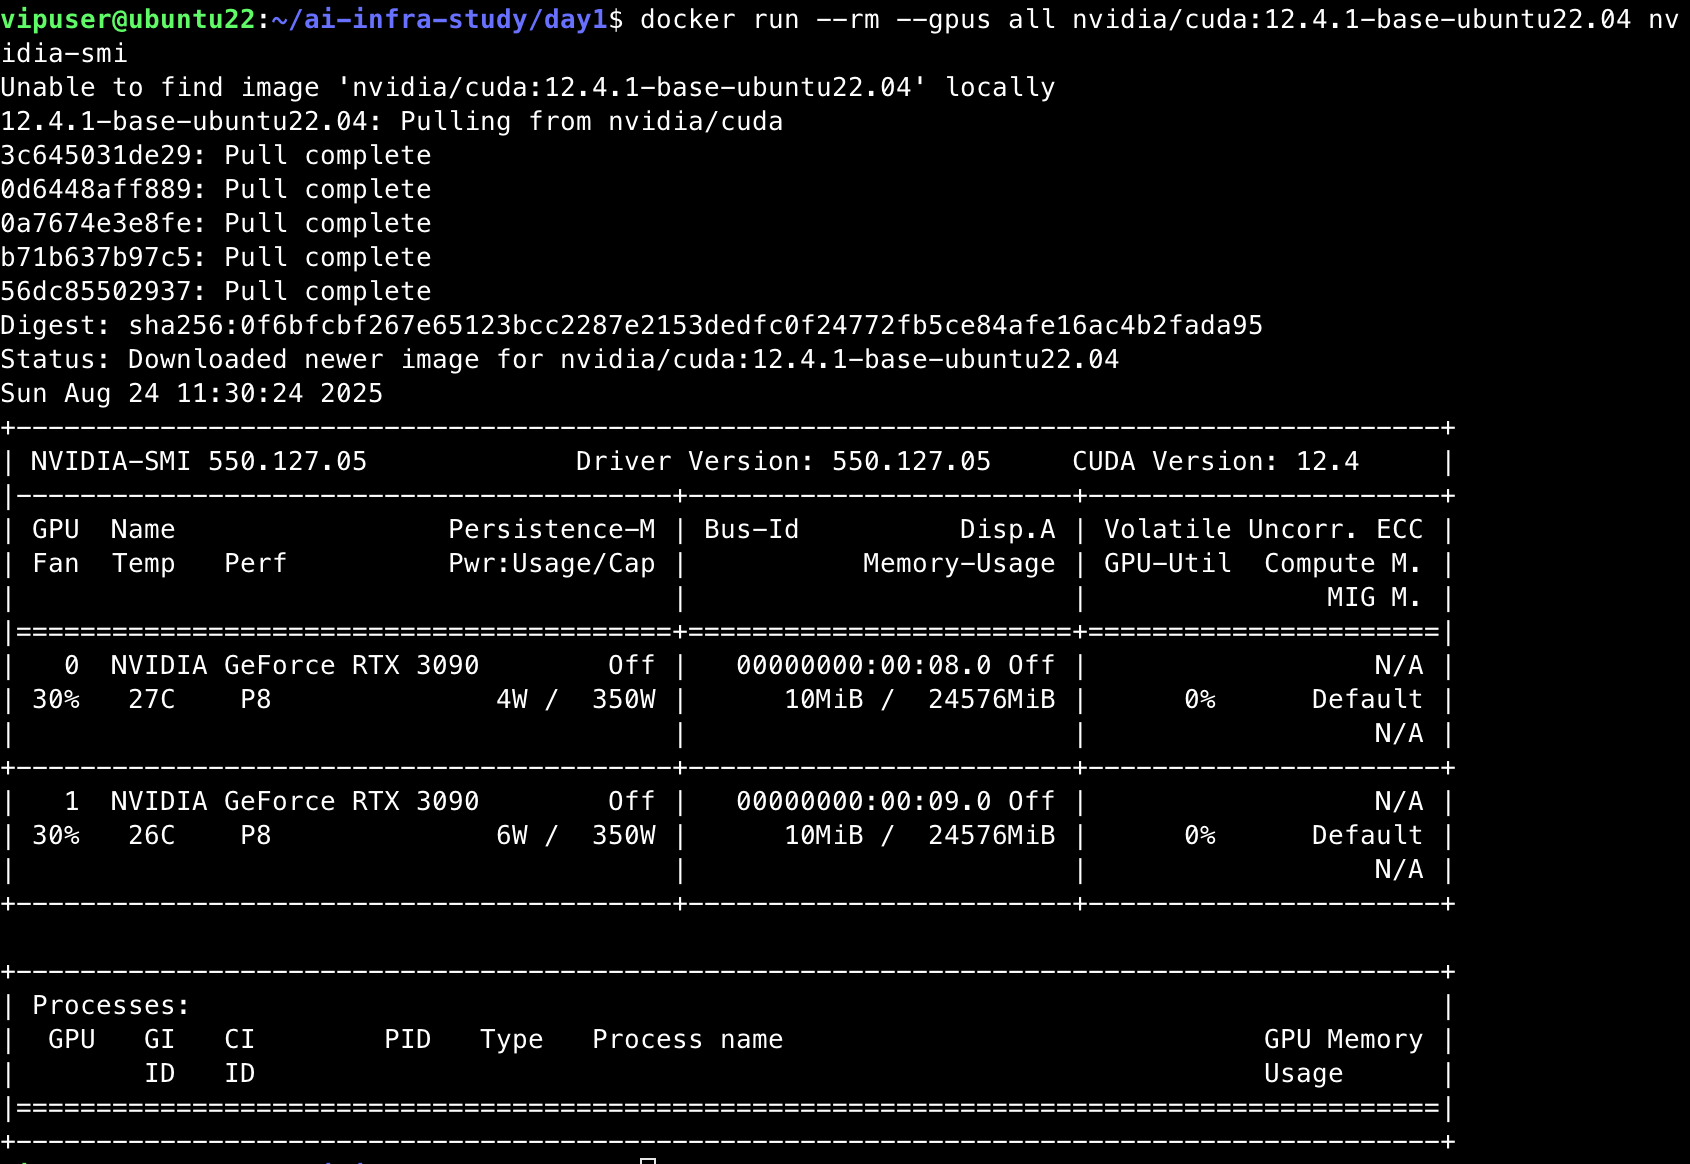 vipuser@ubuntu22:~/ai-infra-study/day1$ docker run --rm --gpus all nvidia/cuda:12.4.1-base-ubuntu22.04 nv
idia-smi
Unable to find image 'nvidia/cuda:12.4.1-base-ubuntu22.04' locally
12.4.1-base-ubuntu22.04: Pulling from nvidia/cuda
3c645031de29: Pull complete
0d6448aff889: Pull complete
0a7674e3e8fe: Pull complete
b71b637b97c5: Pull complete
56dc85502937: Pull complete
Digest: sha256:0f6bfcbf267e65123bcc2287e2153dedfc0f24772fb5ce84afe16ac4b2fada95
Status: Downloaded newer image for nvidia/cuda:12.4.1-base-ubuntu22.04
Sun Aug 24 11:30:24 2025
+-----------------------------------------------------------------------------------------+
| NVIDIA-SMI 550.127.05             Driver Version: 550.127.05     CUDA Version: 12.4     |
|-----------------------------------------+------------------------+----------------------+
| GPU  Name                 Persistence-M | Bus-Id          Disp.A | Volatile Uncorr. ECC |
| Fan  Temp   Perf          Pwr:Usage/Cap |           Memory-Usage | GPU-Util  Compute M. |
|                                         |                        |               MIG M. |
|=========================================+========================+======================|
|   0  NVIDIA GeForce RTX 3090        Off |   00000000:00:08.0 Off |                  N/A |
| 30%   27C    P8              4W /  350W |      10MiB /  24576MiB |      0%      Default |
|                                         |                        |                  N/A |
+-----------------------------------------+------------------------+----------------------+
|   1  NVIDIA GeForce RTX 3090        Off |   00000000:00:09.0 Off |                  N/A |
| 30%   26C    P8              6W /  350W |      10MiB /  24576MiB |      0%      Default |
|                                         |                        |                  N/A |
+-----------------------------------------+------------------------+----------------------+

+-----------------------------------------------------------------------------------------+
| Processes:                                                                              |
|  GPU   GI   CI        PID   Type   Process name                              GPU Memory |
|        ID   ID                                                               Usage      |
|=========================================================================================|
+-----------------------------------------------------------------------------------------+